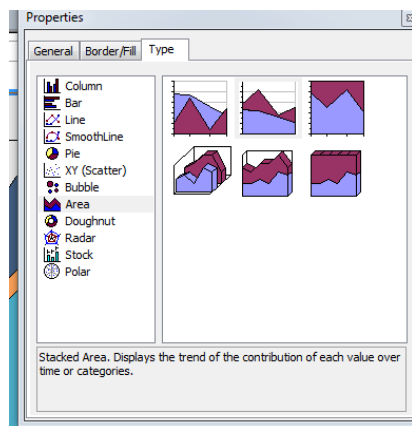 Properties
General Border/Fill Type
Column
Bar
Line
SmoothLine
Pie
XY (Scatter)
Bubble
Area
Doughnut
Radar
Stock
Polar
Stacked Area. Displays the trend of the contribution of each value over
time or categories.